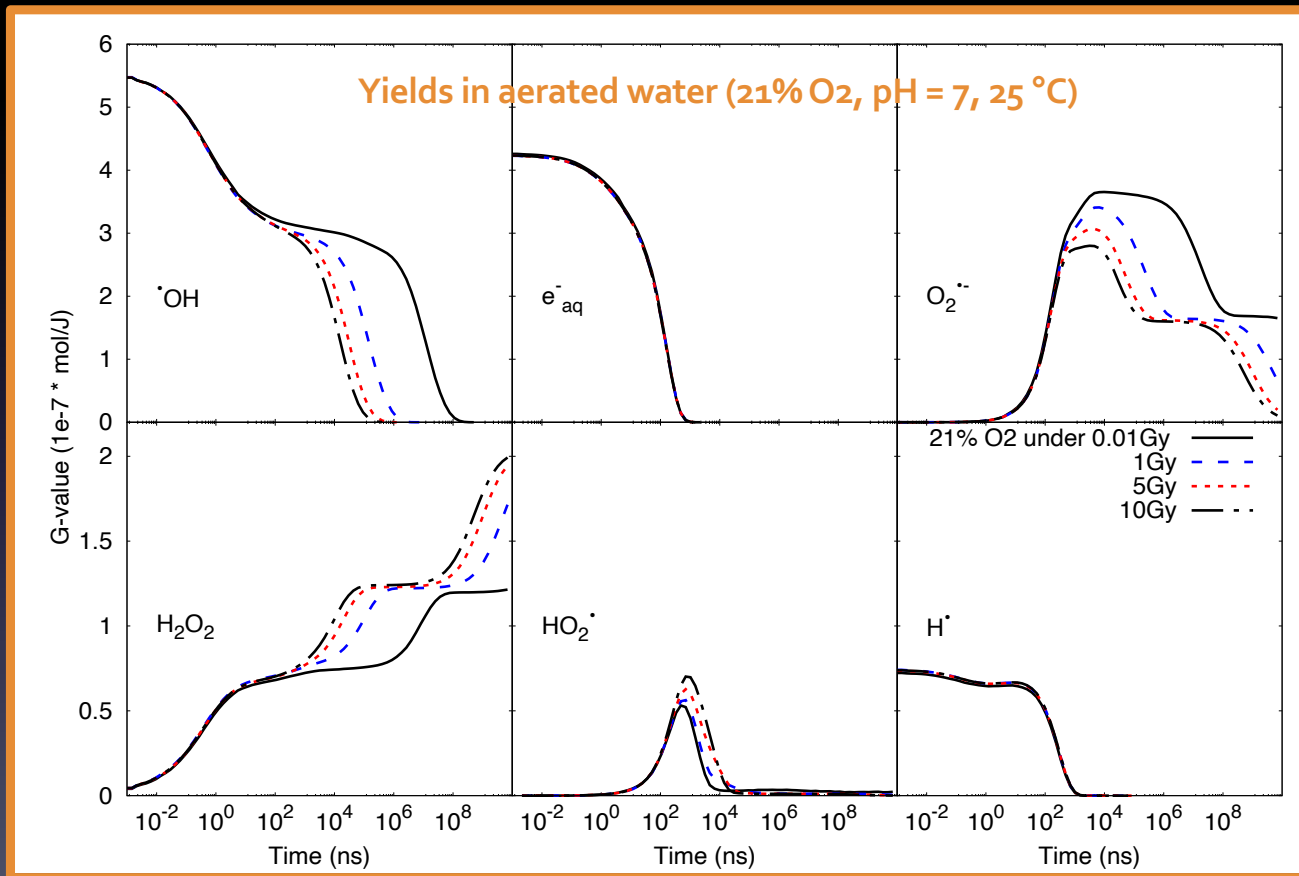 Yields in aerated water (21% O2, pH = 7, 25 °C)
G-value (1e-7 * mol/J)
6
5
4
3
2
1
0
•OH
e⁻aq
O₂•⁻
21% O2 under 0.01Gy
1Gy
5Gy
10Gy
2
1.5
1
0.5
0
H₂O₂
HO₂•
H•
10⁻² 10⁰ 10² 10⁴ 10⁶ 10⁸
10⁻² 10⁰ 10² 10⁴ 10⁶ 10⁸
10⁻² 10⁰ 10² 10⁴ 10⁶ 10⁸
Time (ns)
Time (ns)
Time (ns)